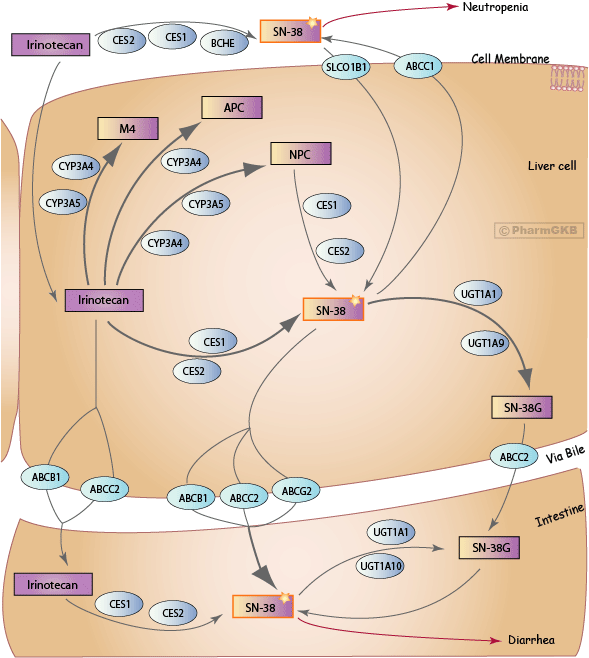 Neutropenia
SN-38
Irinotecan
CES2
CES1
BCHE
Cell Membrane
SLCO1B1
ABCC1
APC
M4
NPC
Liver cell
CYP3A4
CYP3A4
CYP3A5
CYP3A5
CES1
© PharmGKB
CYP3A4
CES2
Irinotecan
UGT1A1
SN-38
CES1
UGT1A9
CES2
SN-38G
Via Bile
ABCC2
ABCB1
ABCC2
ABCB1
ABCC2
ABCG2
Intestine
UGT1A1
SN-38G
UGT1A10
Irinotecan
CES1
CES2
SN-38
Diarrhea